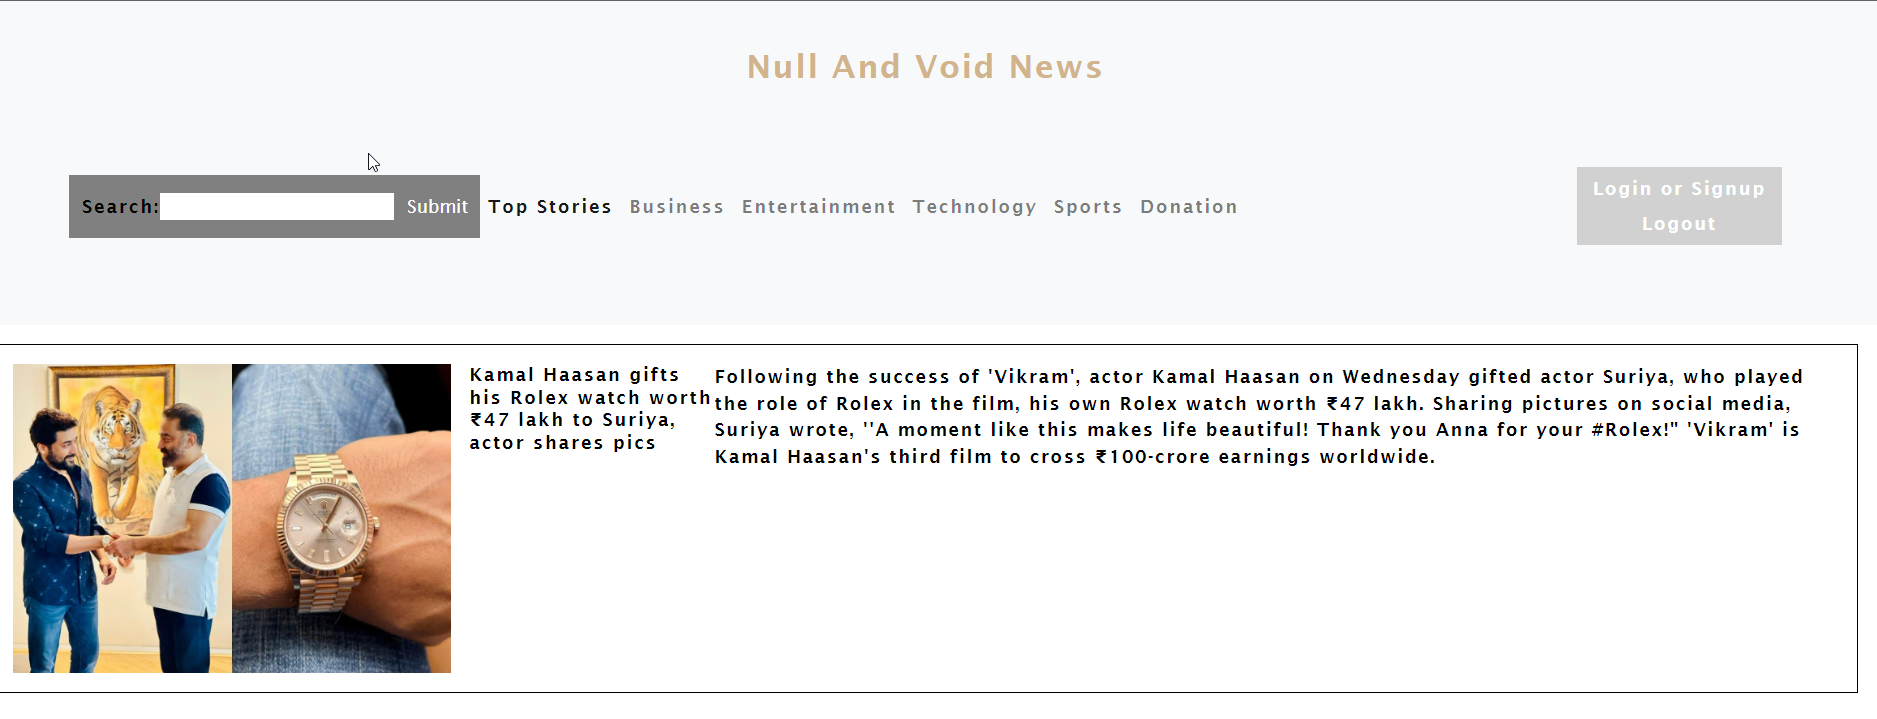 Null And Void News
Search: Submit Top Stories Business Entertainment Technology Sports Donation
Login or Signup
Logout
Kamal Haasan gifts
his Rolex watch worth
₹47 lakh to Suriya,
actor shares pics
Following the success of 'Vikram', actor Kamal Haasan on Wednesday gifted actor Suriya, who played
the role of Rolex in the film, his own Rolex watch worth ₹47 lakh. Sharing pictures on social media,
Suriya wrote, ''A moment like this makes life beautiful! Thank you Anna for your #Rolex!" 'Vikram' is
Kamal Haasan's third film to cross ₹100-crore earnings worldwide.